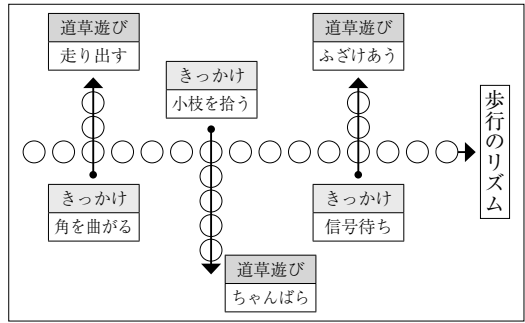 道草遊び
走り出す
きっかけ
小枝を拾う
道草遊び
ふざけあう
歩行のリズム
きっかけ
角を曲がる
きっかけ
信号待ち
道草遊び
ちゃんばら